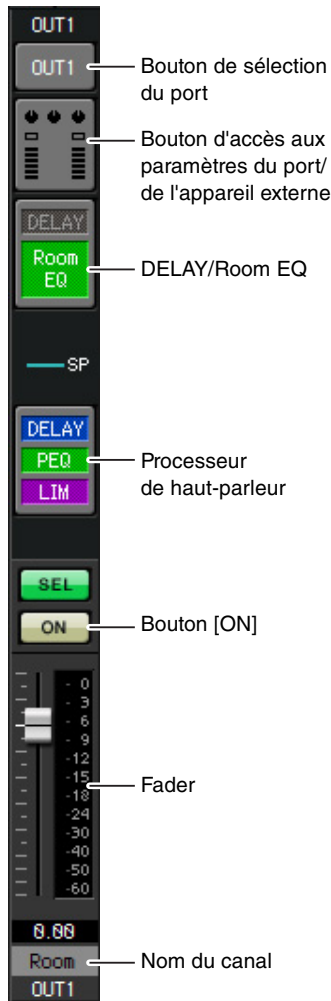 OUT1
OUT1
Bouton de sélection
du port
Bouton d'accès aux
paramètres du port/
de l'appareil externe
DELAY
Room
EQ
DELAY/Room EQ
SP
DELAY
PEQ
LIM
Processeur
de haut-parleur
SEL
ON
Bouton [ON]
- 0
- 3
- 6
- 9
-12
-15
-18
-24
-30
-40
-50
-60
Fader
0.00
Room
Nom du canal
OUT1